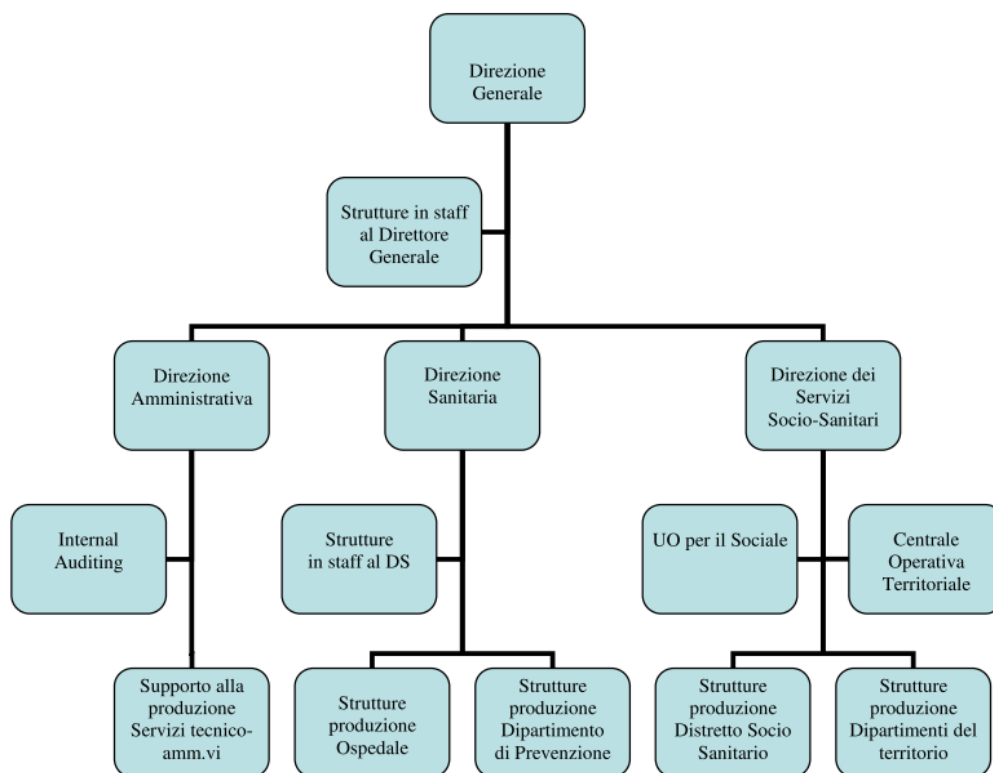 Direzione
Generale
Strutture in staff
al Direttore
Generale
Direzione
Amministrativa
Direzione
Sanitaria
Direzione dei
Servizi
Socio-Sanitari
Internal
Auditing
Strutture
in staff al DS
UO per il Sociale
Centrale
Operativa
Territoriale
Supporto alla
produzione
Servizi tecnico-
amm.vi
Strutture
produzione
Ospedale
Strutture
produzione
Dipartimento
di Prevenzione
Strutture
produzione
Distretto Socio
Sanitario
Strutture
produzione
Dipartimenti del
territorio